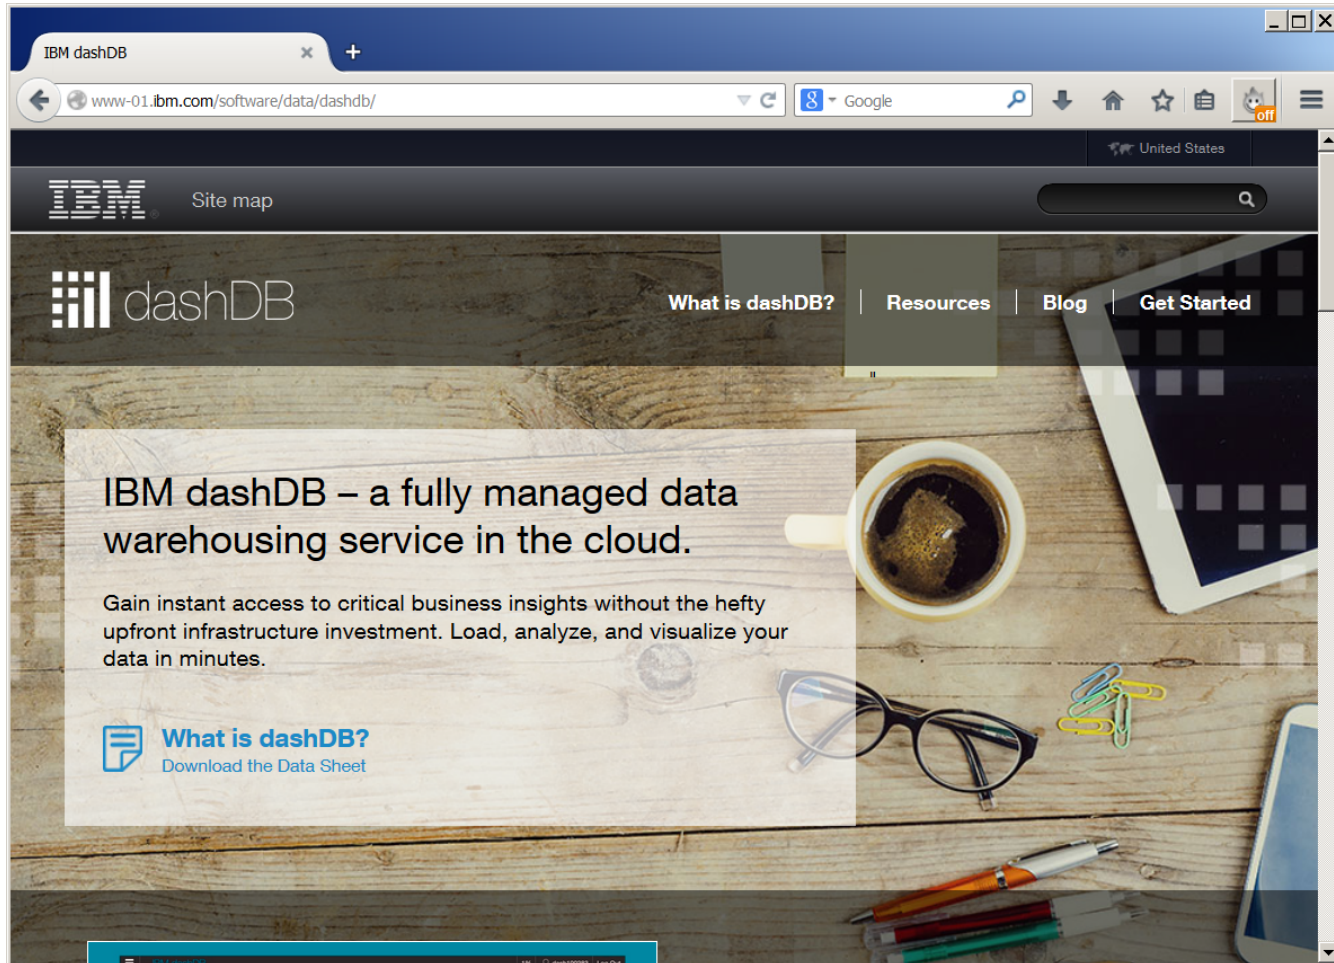 IBM dashDB
www-01.ibm.com/software/data/dashdb/
8 Google
off
United States
IBM®
Site map
dashDB
What is dashDB?
Resources
Blog
Get Started
IBM dashDB – a fully managed data
warehousing service in the cloud.
Gain instant access to critical business insights without the hefty
upfront infrastructure investment. Load, analyze, and visualize your
data in minutes.
What is dashDB?
Download the Data Sheet
Log Out